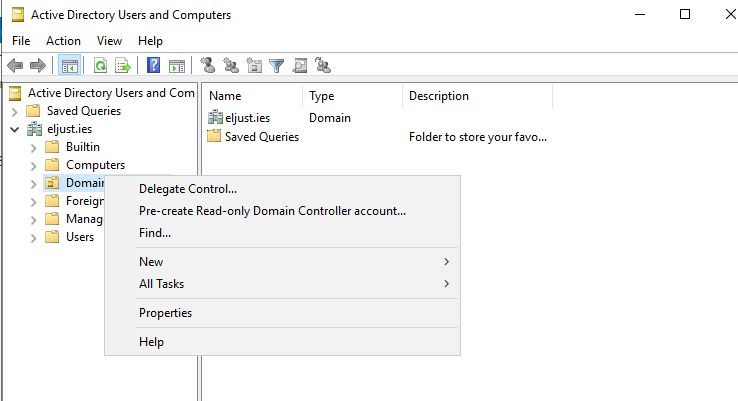 Active Directory Users and Computers
File Action View Help
Active Directory Users and Com
Saved Queries
eljust.ies
Builtin
Computers
Domain
Foreign
Manag
Users
Name Type Description
eljust.ies Domain
Saved Queries Folder to store your favo...
Delegate Control...
Pre-create Read-only Domain Controller account...
Find...
New
All Tasks
Properties
Help